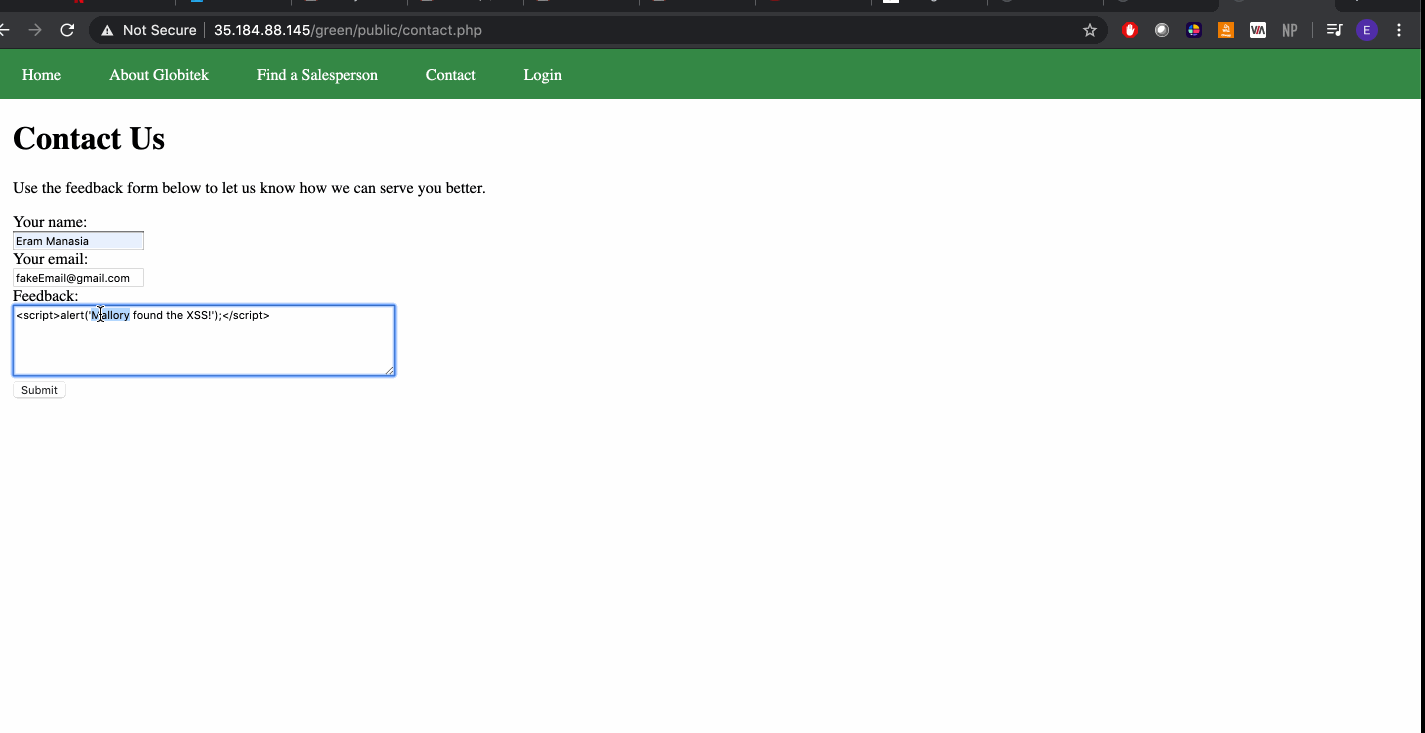 Not Secure 35.184.88.145/green/public/contact.php VIA NP E
Home About Globitek Find a Salesperson Contact Login
Contact Us
Use the feedback form below to let us know how we can serve you better.
Your name:
Eram Manasia
Your email:
fakeEmail@gmail.com
Feedback:
<script>alert('Mallory found the XSS!');</script>
Submit